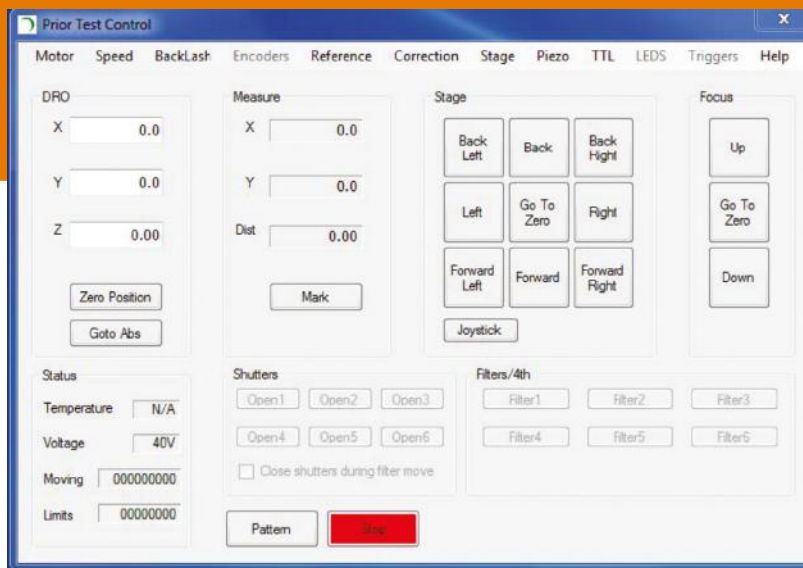 Prior Test Control
x
Motor Speed BackLash Encoders Reference Correction Stage Piezo TTL LEDS Triggers Help
DRO
X 0.0
Y 0.0
Z 0.00
Zero Position
Goto Abs
Measure
X 0.0
Y 0.0
Dist 0.00
Mark
Stage
Back Left
Back
Back Hight
Left
Go To Zero
Right
Forward Left
Forward
Forward Right
Joystick
Focus
Up
Go To Zero
Down
Status
Temperature N/A
Voltage 40V
Moving 000000000
Limits 00000000
Shutters
Open1 Open2 Open3
Open4 Open5 Open6
Close shutters during filter move
Filters/4th
Filter1 Filter2 Filter3
Filter4 Filter5 Filter6
Pattern
Stop